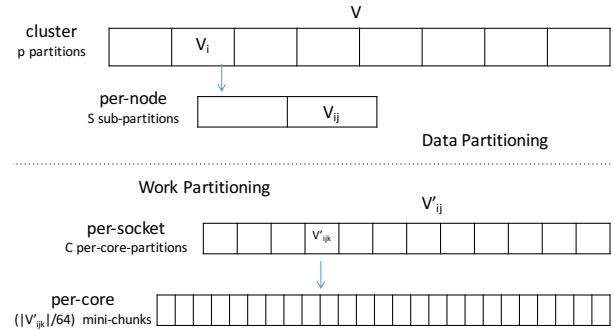 V
cluster
p partitions
Vi
per-node
S sub-partitions
Vij
Data Partitioning
Work Partitioning
V'ij
per-socket
C per-core-partitions
V'ijk
per-core
(|V'ijk|/64) mini-chunks